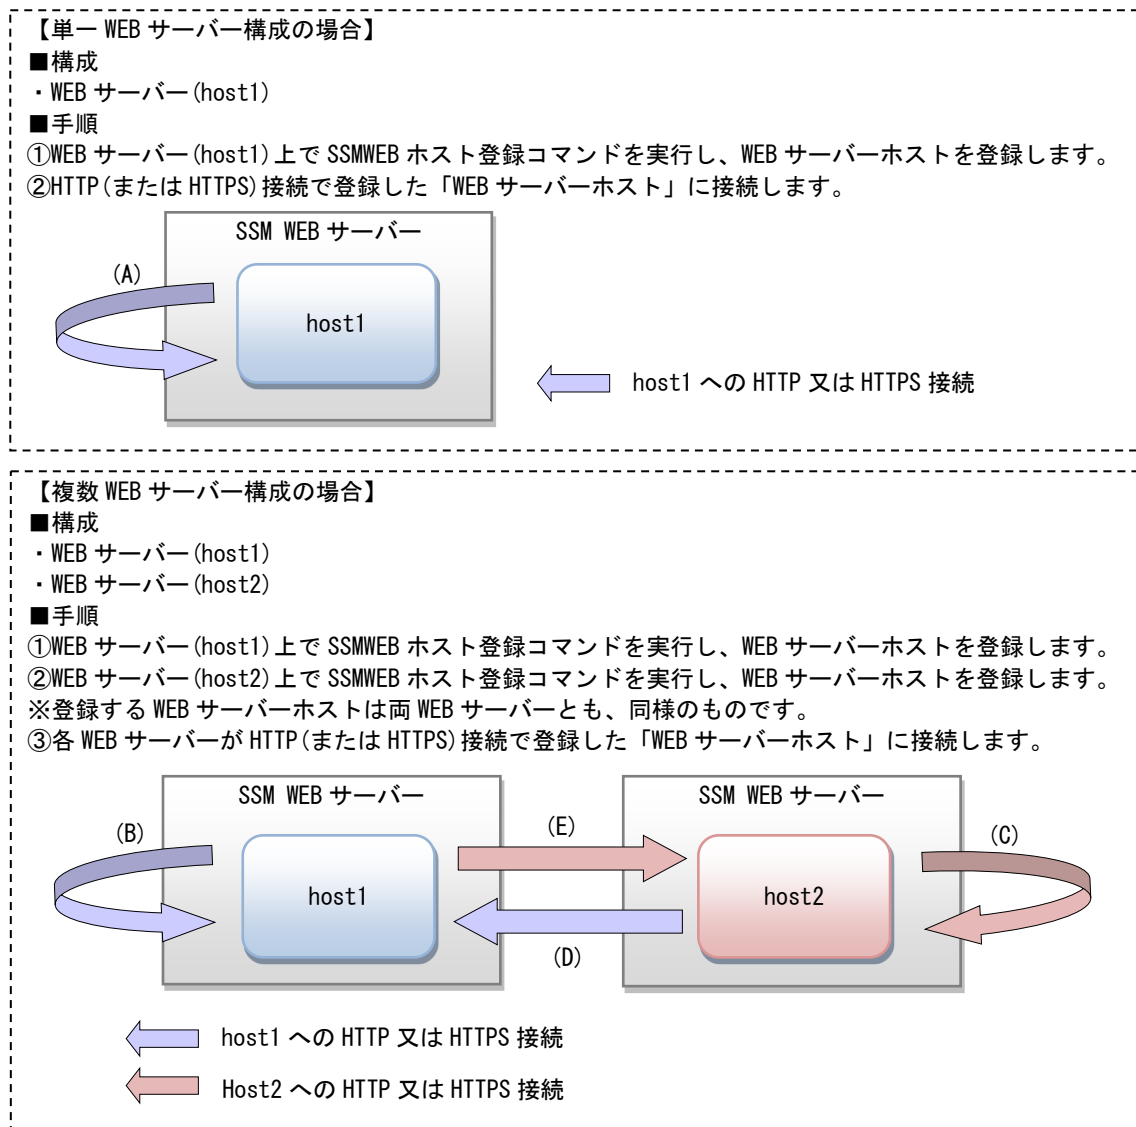 【単一 WEB サーバー構成の場合】
■構成
・WEB サーバー(host1)
■手順
①WEB サーバー(host1)上で SSMWEB ホスト登録コマンドを実行し、WEB サーバーホストを登録します。
②HTTP(または HTTPS)接続で登録した「WEB サーバーホスト」に接続します。
SSM WEB サーバー
(A)
host1
host1 への HTTP 又は HTTPS 接続
【複数 WEB サーバー構成の場合】
■構成
・WEB サーバー(host1)
・WEB サーバー(host2)
■手順
①WEB サーバー(host1)上で SSMWEB ホスト登録コマンドを実行し、WEB サーバーホストを登録します。
②WEB サーバー(host2)上で SSMWEB ホスト登録コマンドを実行し、WEB サーバーホストを登録します。
※登録する WEB サーバーホストは両 WEB サーバーとも、同様のものです。
③各 WEB サーバーが HTTP(または HTTPS)接続で登録した「WEB サーバーホスト」に接続します。
SSM WEB サーバー
SSM WEB サーバー
(B)
(E)
(C)
host1
host2
(D)
host1 への HTTP 又は HTTPS 接続
Host2 への HTTP 又は HTTPS 接続